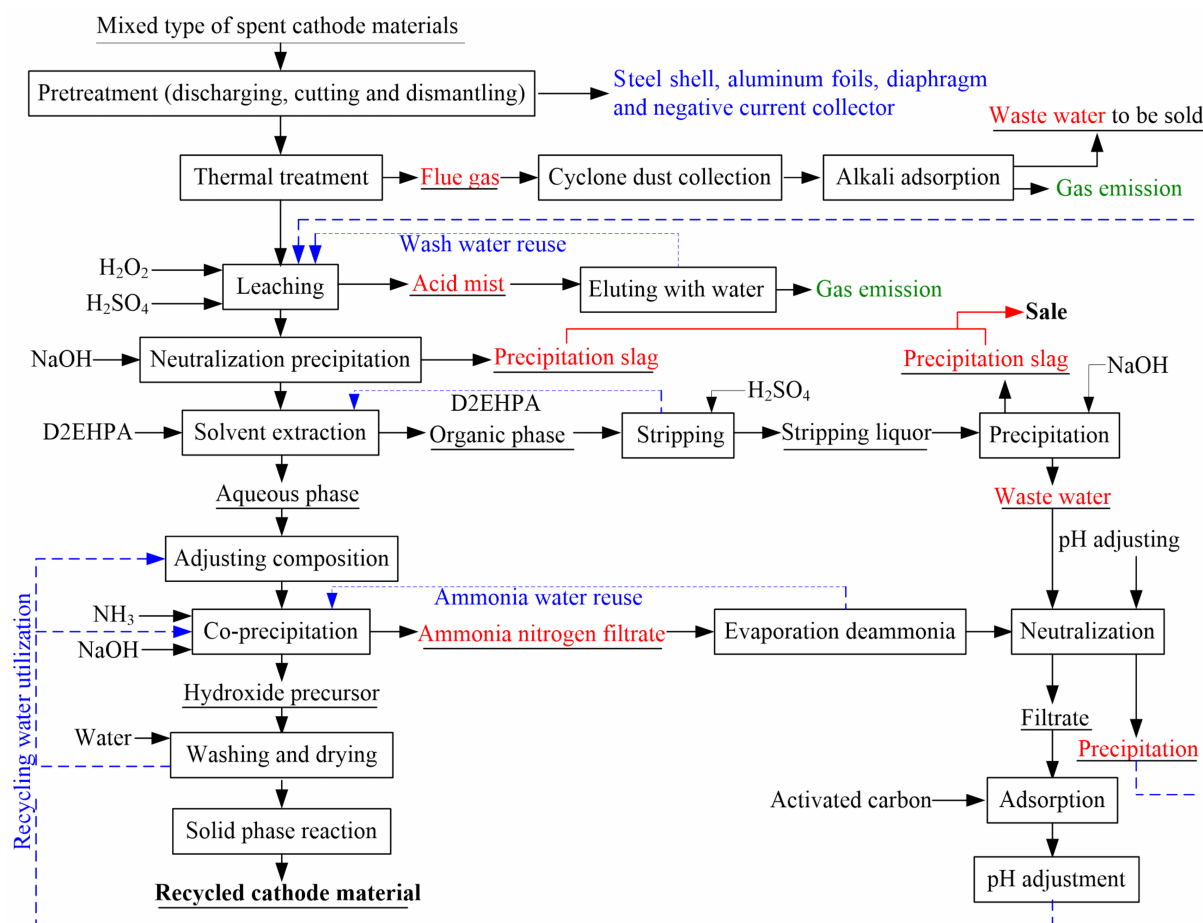 Mixed type of spent cathode materials
Pretreatment (discharging, cutting and dismantling)
Steel shell, aluminum foils, diaphragm
and negative current collector
Waste water to be sold
Thermal treatment
Flue gas
Cyclone dust collection
Alkali adsorption
Gas emission
Wash water reuse
H₂O₂
H₂SO₄
Leaching
Acid mist
Eluting with water
Gas emission
Sale
NaOH
Neutralization precipitation
Precipitation slag
Precipitation slag
NaOH
D2EHPA
H₂SO₄
D2EHPA
Solvent extraction
Organic phase
Stripping
Stripping liquor
Precipitation
Aqueous phase
Waste water
Adjusting composition
pH adjusting
Ammonia water reuse
NH₃
NaOH
Co-precipitation
Ammonia nitrogen filtrate
Evaporation deammonia
Neutralization
Hydroxide precursor
Filtrate
Water
Washing and drying
Precipitation
Recycling water utilization
Activated carbon
Adsorption
Solid phase reaction
pH adjustment
Recycled cathode material